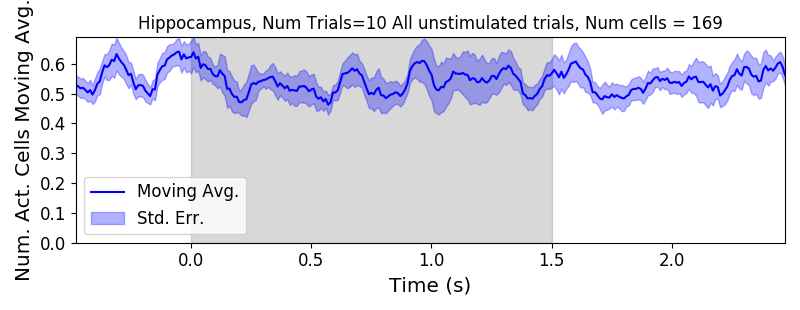 Hippocampus, Num Trials=10 All unstimulated trials, Num cells = 169
Num. Act. Cells Moving Avg.
0.6
0.5
0.4
0.3
0.2
0.1
0.0
Moving Avg.
Std. Err.
0.0 0.5 1.0 1.5 2.0
Time (s)